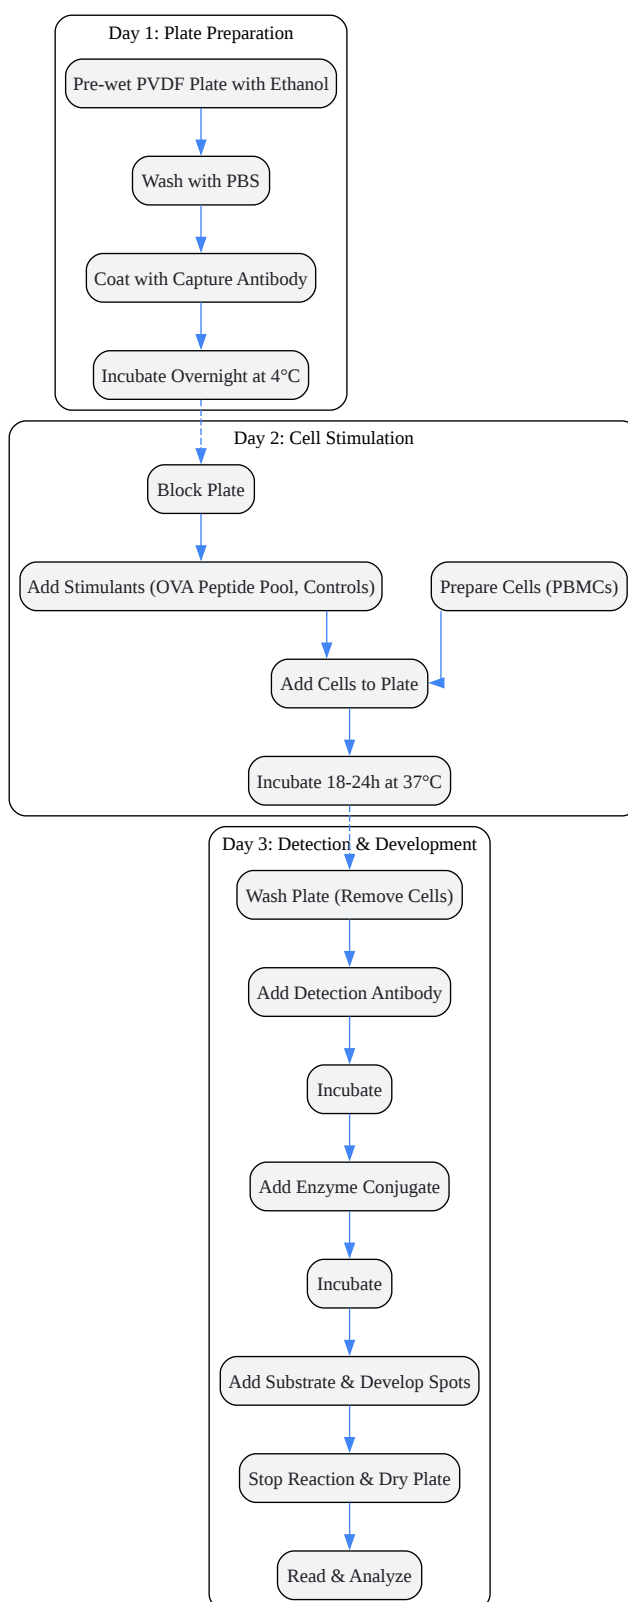 Day 1: Plate Preparation
Pre-wet PVDF Plate with Ethanol
Wash with PBS
Coat with Capture Antibody
Incubate Overnight at 4°C
Day 2: Cell Stimulation
Block Plate
Add Stimulants (OVA Peptide Pool, Controls)
Prepare Cells (PBMCs)
Add Cells to Plate
Incubate 18-24h at 37°C
Day 3: Detection & Development
Wash Plate (Remove Cells)
Add Detection Antibody
Incubate
Add Enzyme Conjugate
Incubate
Add Substrate & Develop Spots
Stop Reaction & Dry Plate
Read & Analyze